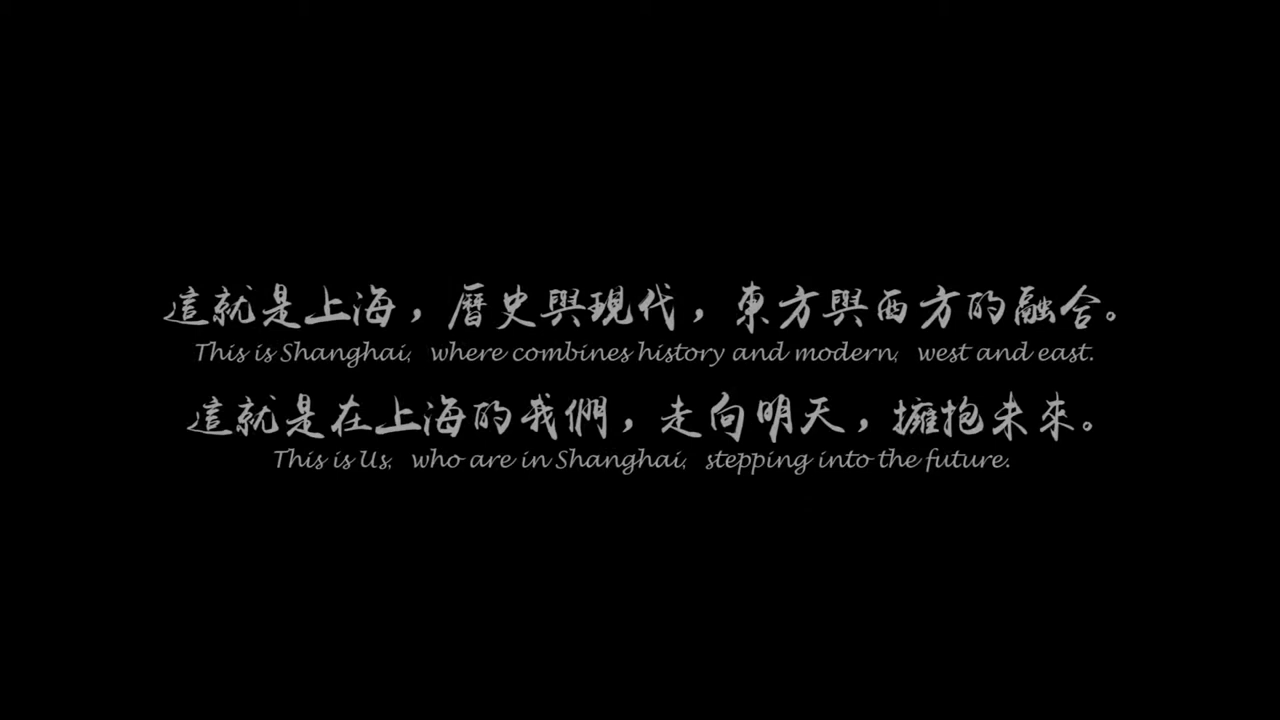 這就是上海，曆史與現代，東方與西方的融合。
This is Shanghai, where combines history and modern, west and east.
這就是在上海的我們，走向明天，擁抱未來。
This is Us, who are in Shanghai, stepping into the future.